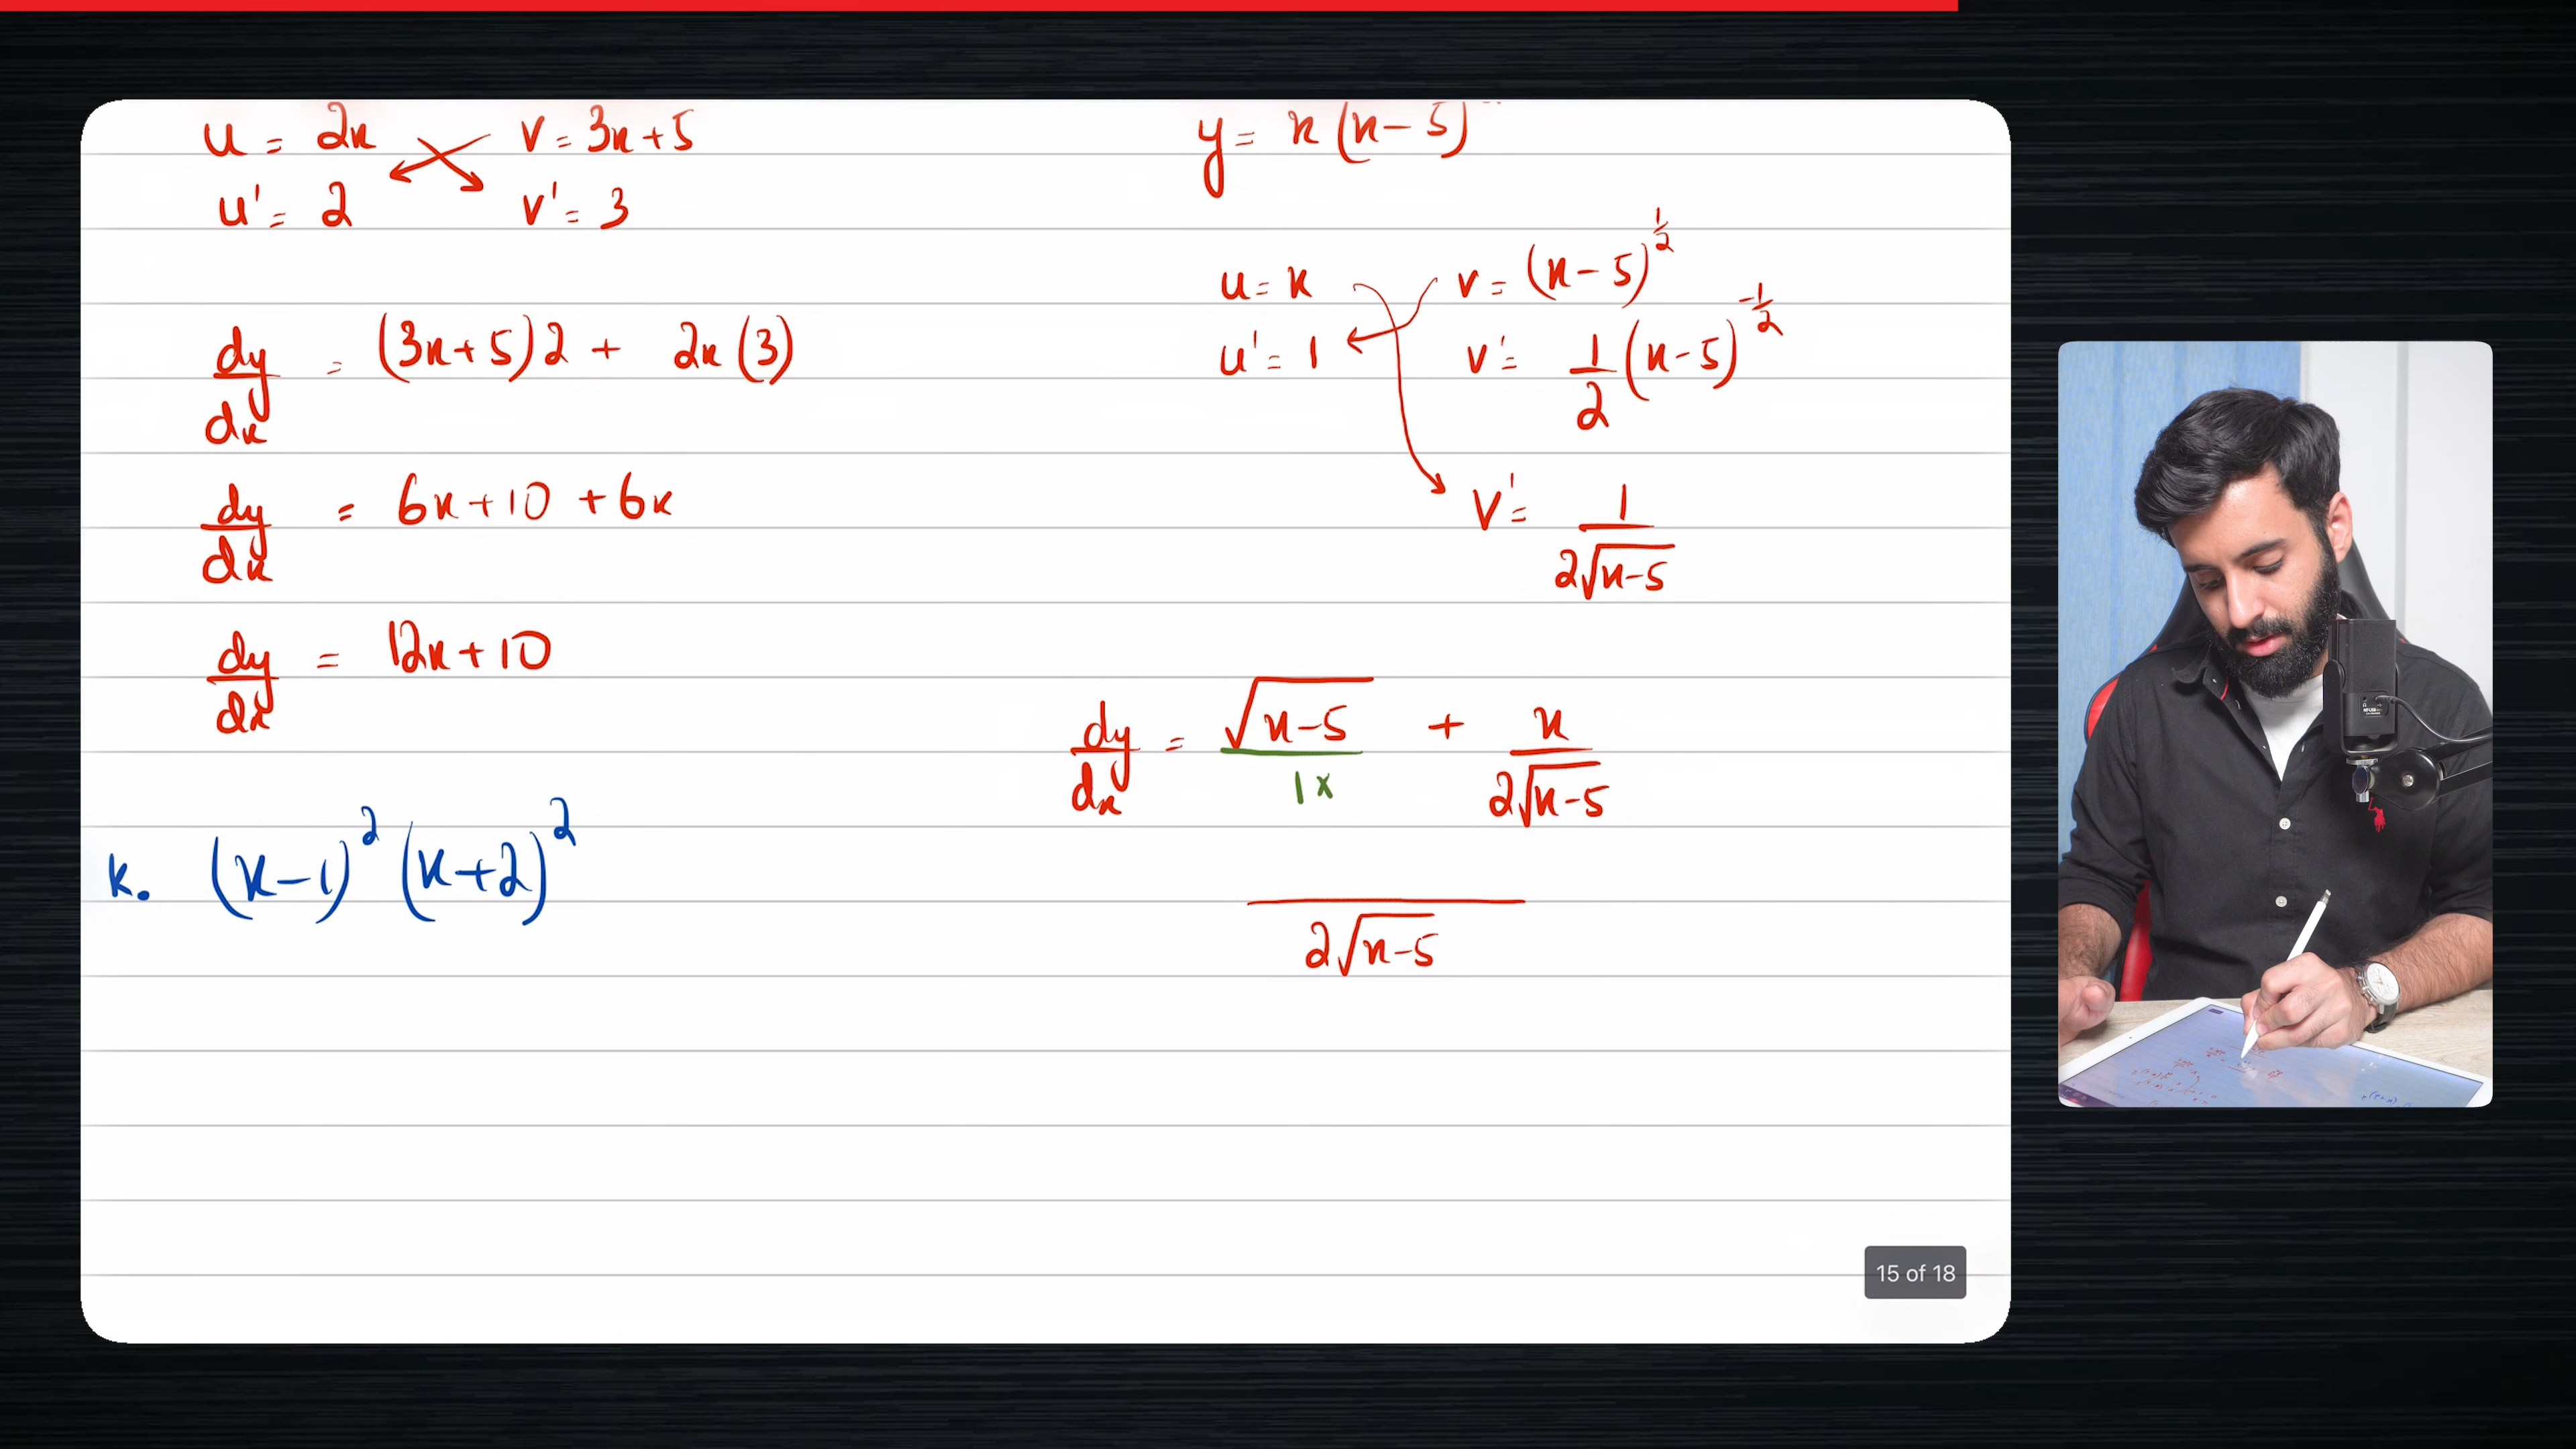 u = 2x v = 3x+5
u' = 2 v' = 3
dy/dx = (3x+5)2 + 2x(3)
dy/dx = 6x+10 +6x
dy/dx = 12x+10
k. (x-1)² (x+2)²
y = x(x-5)
u = x v = (x-5)^1/2
u' = 1 v' = 1/2 (x-5)^-1/2
v' = 1/2√x-5
dy/dx = √x-5/1x + x/2√x-5
2√x-5
15 of 18